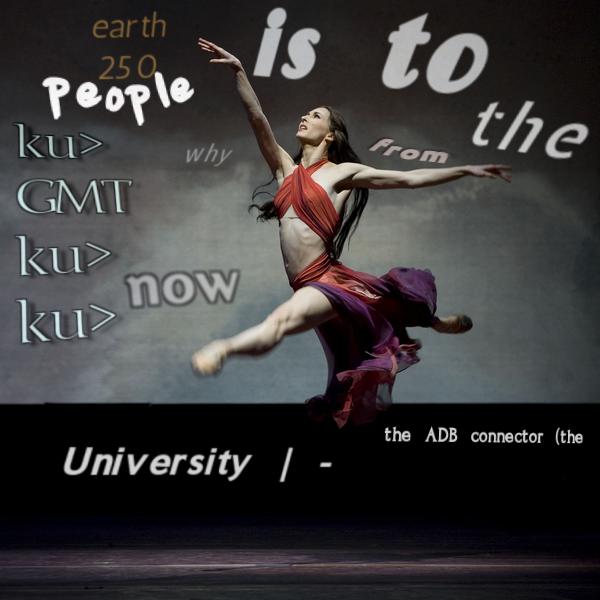 earth
250
People
is to
the
ku>
GMT
ku>
ku>
why
from
now
the ADB connector (the
University | -